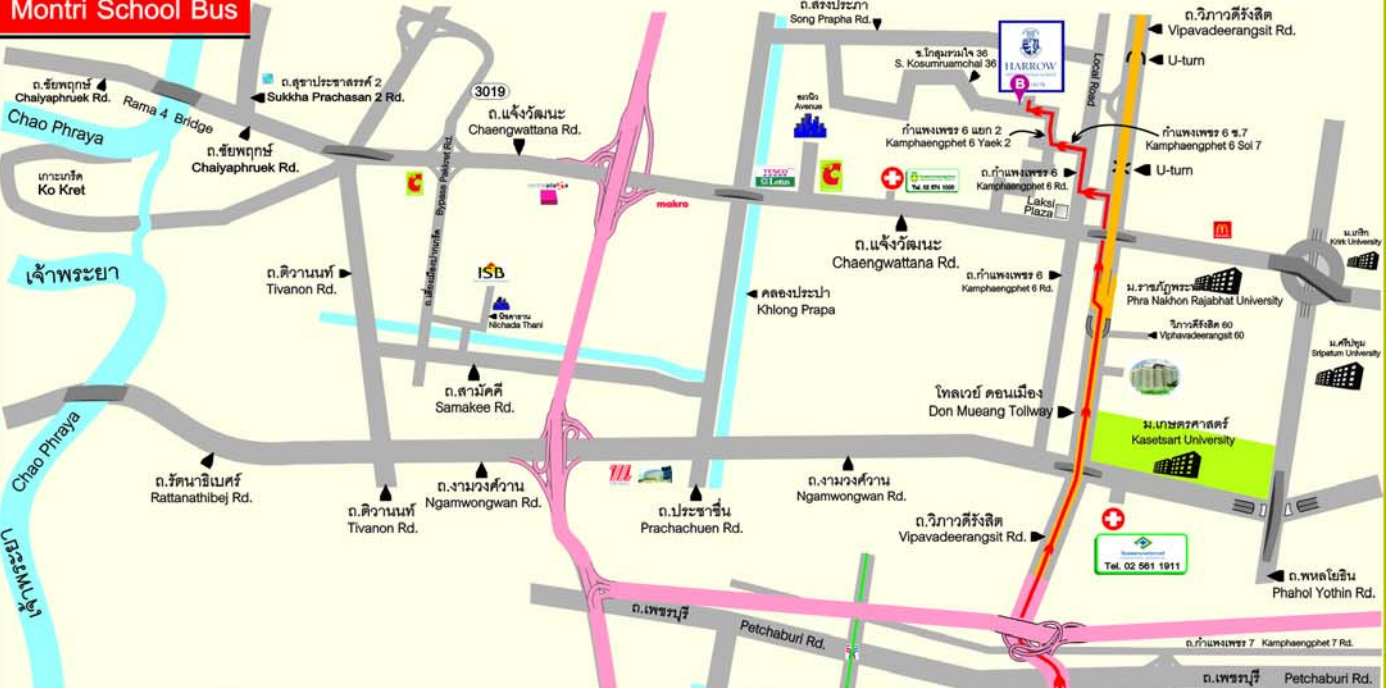 Montri School Bus
ถ.สรงประภา
Song Prapha Rd.
ถ.วิภาวดีรังสิต
Vipavadeerangsit Rd.
U-turn
Local Road
HARROW
B
ซ.โกสุมรวมใจ 36
S. Kosumruamchai 36
ถ.ชัยพฤกษ์
Chaiyaphruek Rd.
Rama 4 Bridge
ถ.สุขาประชาสรรค์ 2
Sukkha Prachasan 2 Rd.
3019
ถ.แจ้งวัฒนะ
Chaengwattana Rd.
Avenue
กำแพงเพชร 6 แยก 2
Kamphaengphet 6 Yaek 2
กำแพงเพชร 6 ซ.7
Kamphaengphet 6 Soi 7
U-turn
Chao Phraya
ถ.ชัยพฤกษ์
Chaiyaphruek Rd.
เกาะเกร็ด
Ko Kret
Bypass Pakkret Rd.
makro
TESCO
Lotus
Tel. 02 574 5000
ถ.กำแพงเพชร 6
Kamphaengphet 6 Rd.
Laksi
Plaza
ถ.แจ้งวัฒนะ
Chaengwattana Rd.
ม.เกริก
Krirk University
เจ้าพระยา
ถ.ติวานนท์
Tivanon Rd.
ISB
นิชดาธานี
Nichada Thani
คลองประปา
Khlong Prapa
ถ.กำแพงเพชร 6
Kamphaengphet 6 Rd.
ม.ราชภัฏพระน
Phra Nakhon Rajabhat University
วิภาวดีรังสิต 60
Viphavadeerangsit 60
ม.ศรีปทุม
Sripatum University
ถ.สามัคคี
Samakee Rd.
โทลเวย์ ดอนเมือง
Don Mueang Tollway
ม.เกษตรศาสตร์
Kasetsart University
Chao Phraya
ถ.รัตนาธิเบศร์
Rattanathibej Rd.
ถ.ติวานนท์
Tivanon Rd.
ถ.งามวงศ์วาน
Ngamwongwan Rd.
ถ.ประชาชื่น
Prachachuen Rd.
ถ.งามวงศ์วาน
Ngamwongwan Rd.
ถ.วิภาวดีรังสิต
Vipavadeerangsit Rd.
Tel. 02 561 1911
ถ.พหลโยธิน
Phahol Yothin Rd.
เจ้าพระยา
ถ.เพชรบุรี
Petchaburi Rd.
ถ.กำแพงเพชร 7 Kamphaengphet 7 Rd.
ถ.เพชรบุรี Petchaburi Rd.